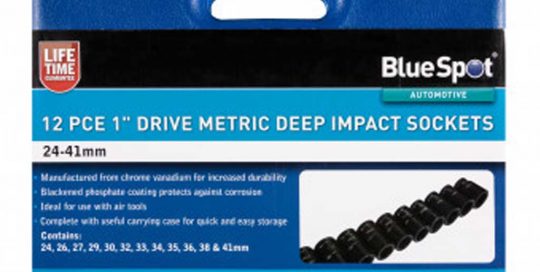 LIFE
TIME
GUARANTEE
BlueSpot
AUTOMOTIVE
12 PCE 1" DRIVE METRIC DEEP IMPACT SOCKETS
24-41mm
· Manufactured from chrome vanadium for increased durability
· Blackened phosphate coating protects against corrosion
· Ideal for use with air tools
· Complete with useful carrying case for quick and easy storage
Contains:
24, 26, 27, 29, 30, 32, 33, 34, 35, 36, 38 & 41mm